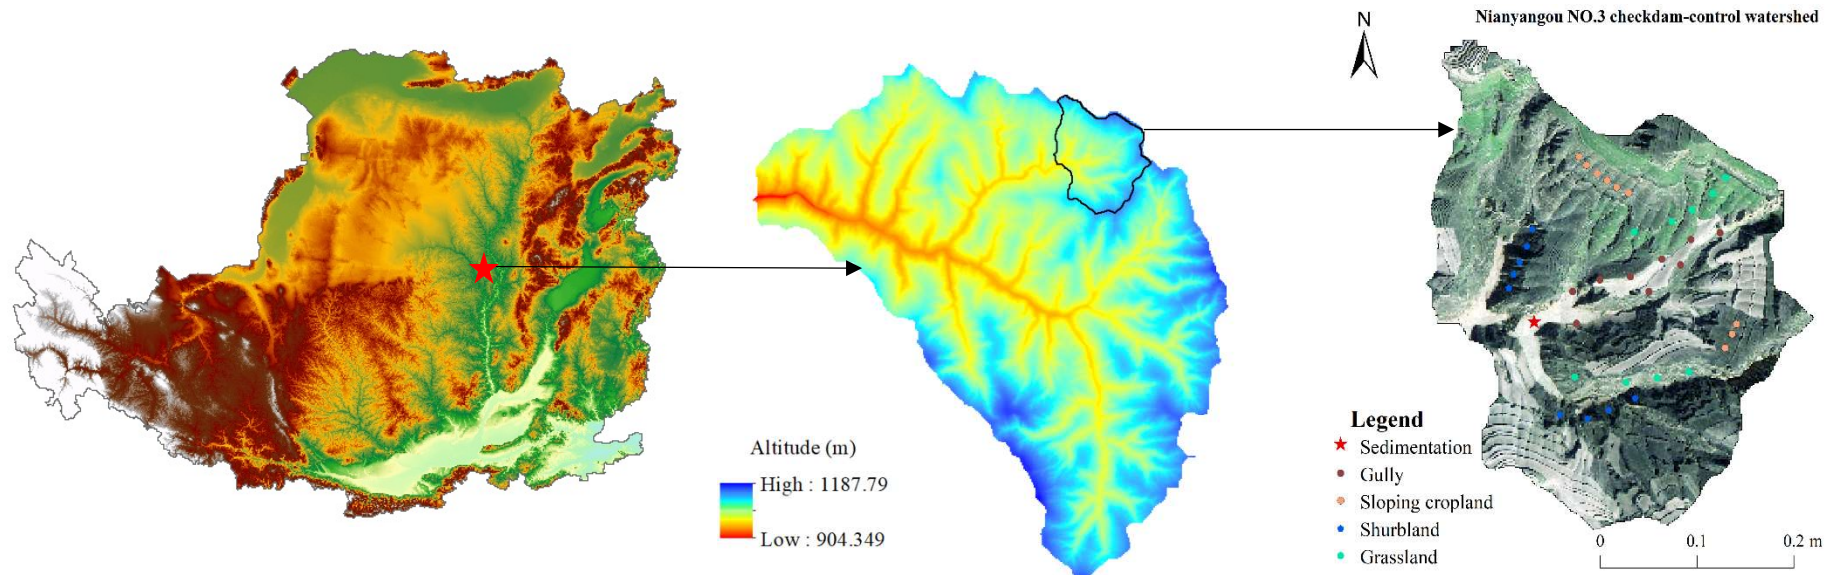 Nianyangou NO.3 checkdam-control watershed
N
Altitude (m)
High : 1187.79
Low : 904.349
Legend
Sedimentation
Gully
Sloping cropland
Shurbland
Grassland
0 0.1 0.2 m